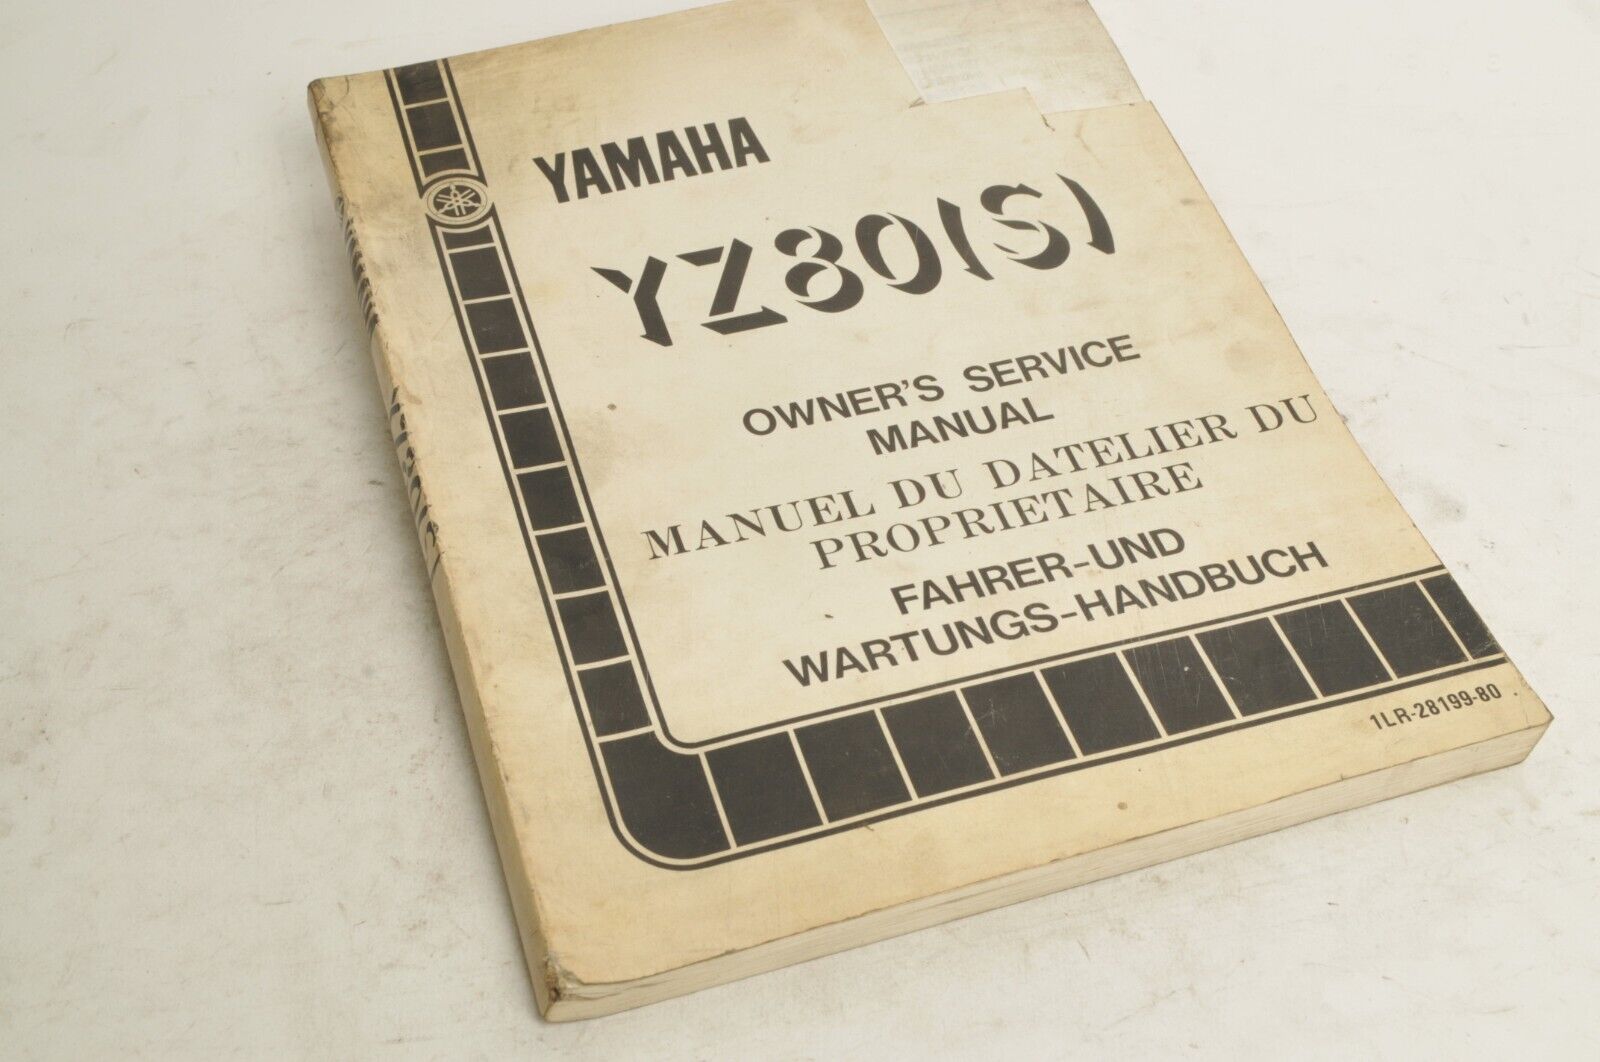 YAMAHA
YZ80(S)
OWNER'S SERVICE
MANUAL
MANUEL DU DATELIER DU
PROPRIETAIRE
FAHRER-UND
WARTUNGS-HANDBUCH
1LR-28199-80